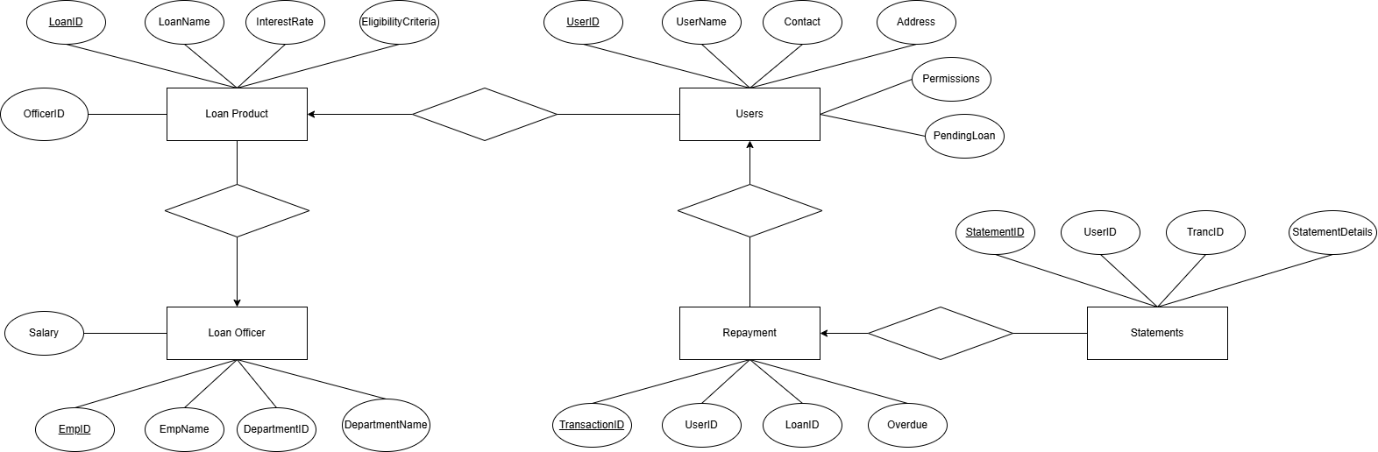 LoanID
LoanName
InterestRate
EligibilityCriteria
UserID
UserName
Contact
Address
Permissions
OfficerID
Loan Product
Users
PendingLoan
StatementID
UserID
TrancID
StatementDetails
Salary
Loan Officer
Repayment
Statements
EmpID
EmpName
DepartmentID
DepartmentName
TransactionID
UserID
LoanID
Overdue